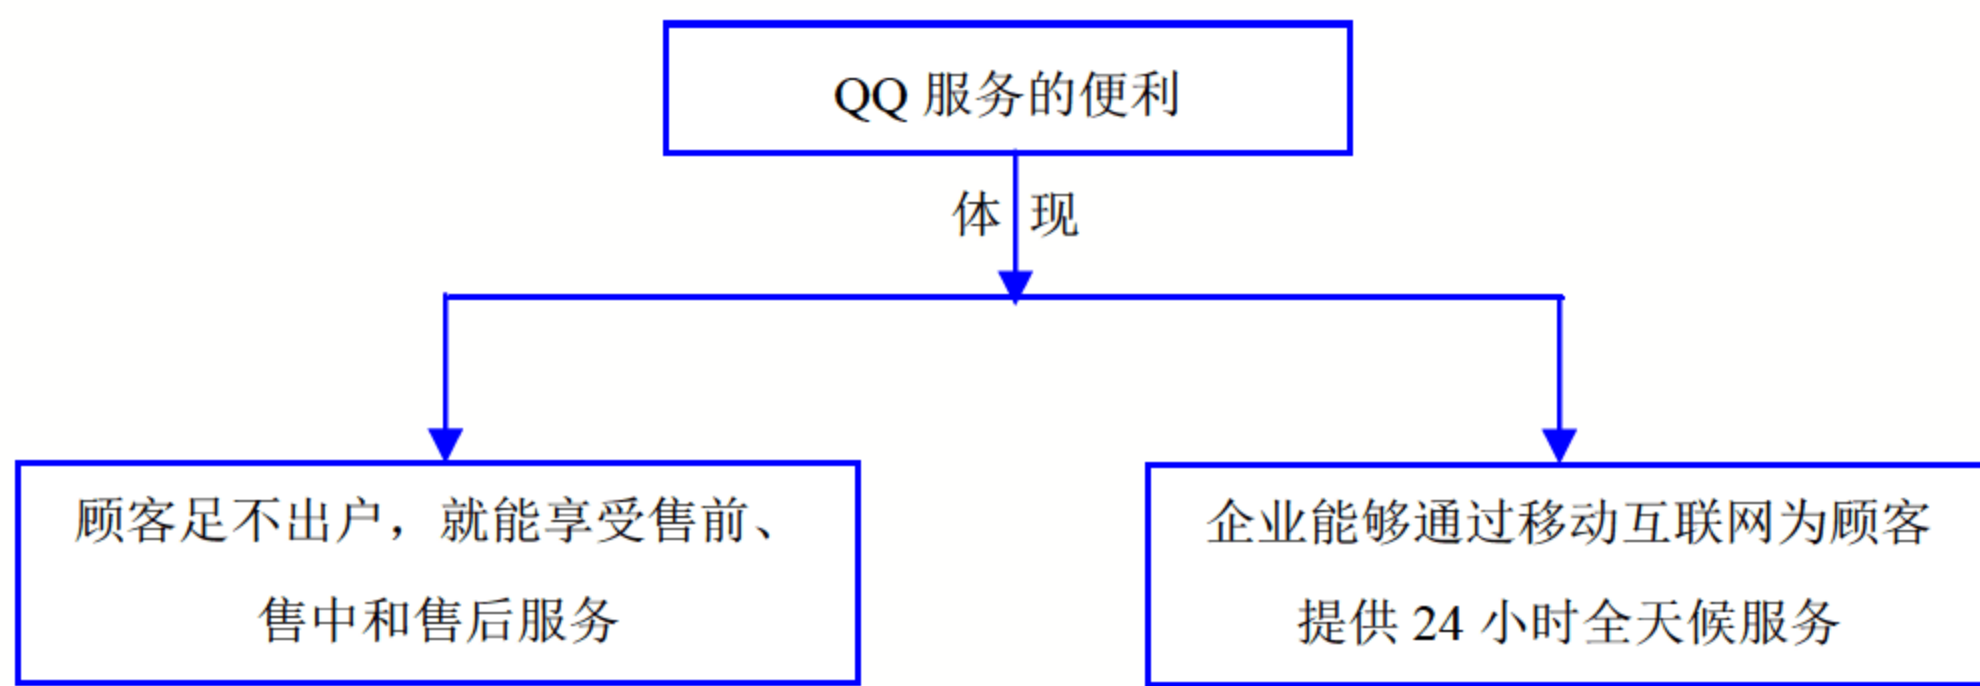 QQ 服务的便利
体 现
顾客足不出户，就能享受售前、
售中和售后服务
企业能够通过移动互联网为顾客
提供 24 小时全天候服务